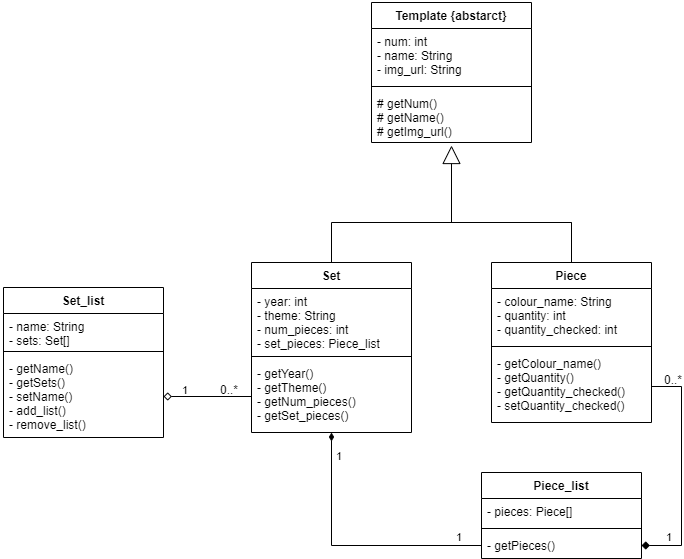 Template {abstarct}
- num: int
- name: String
- img_url: String
# getNum()
# getName()
# getImg_url()
Set_list
- name: String
- sets: Set[]
- getName()
- getSets()
- setName()
- add_list()
- remove_list()
1
0..*
Set
- year: int
- theme: String
- num_pieces: int
- set_pieces: Piece_list
- getYear()
- getTheme()
- getNum_pieces()
- getSet_pieces()
Piece
- colour_name: String
- quantity: int
- quantity_checked: int
- getColour_name()
- getQuantity()
- getQuantity_checked()
- setQuantity_checked()
0..*
1
1
Piece_list
- pieces: Piece[]
- getPieces()
1